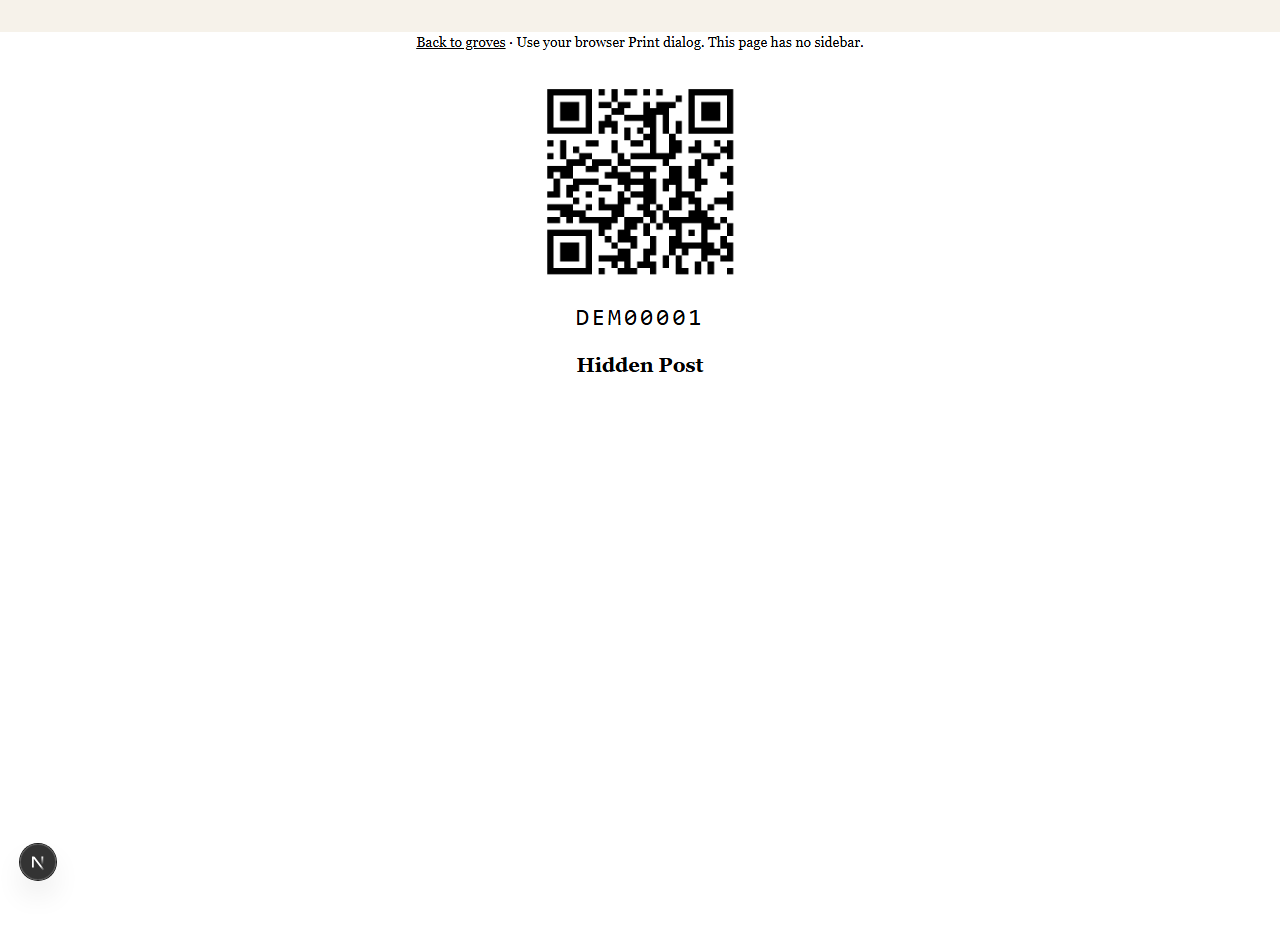 Back to groves · Use your browser Print dialog. This page has no sidebar.
DEM00001
Hidden Post
N